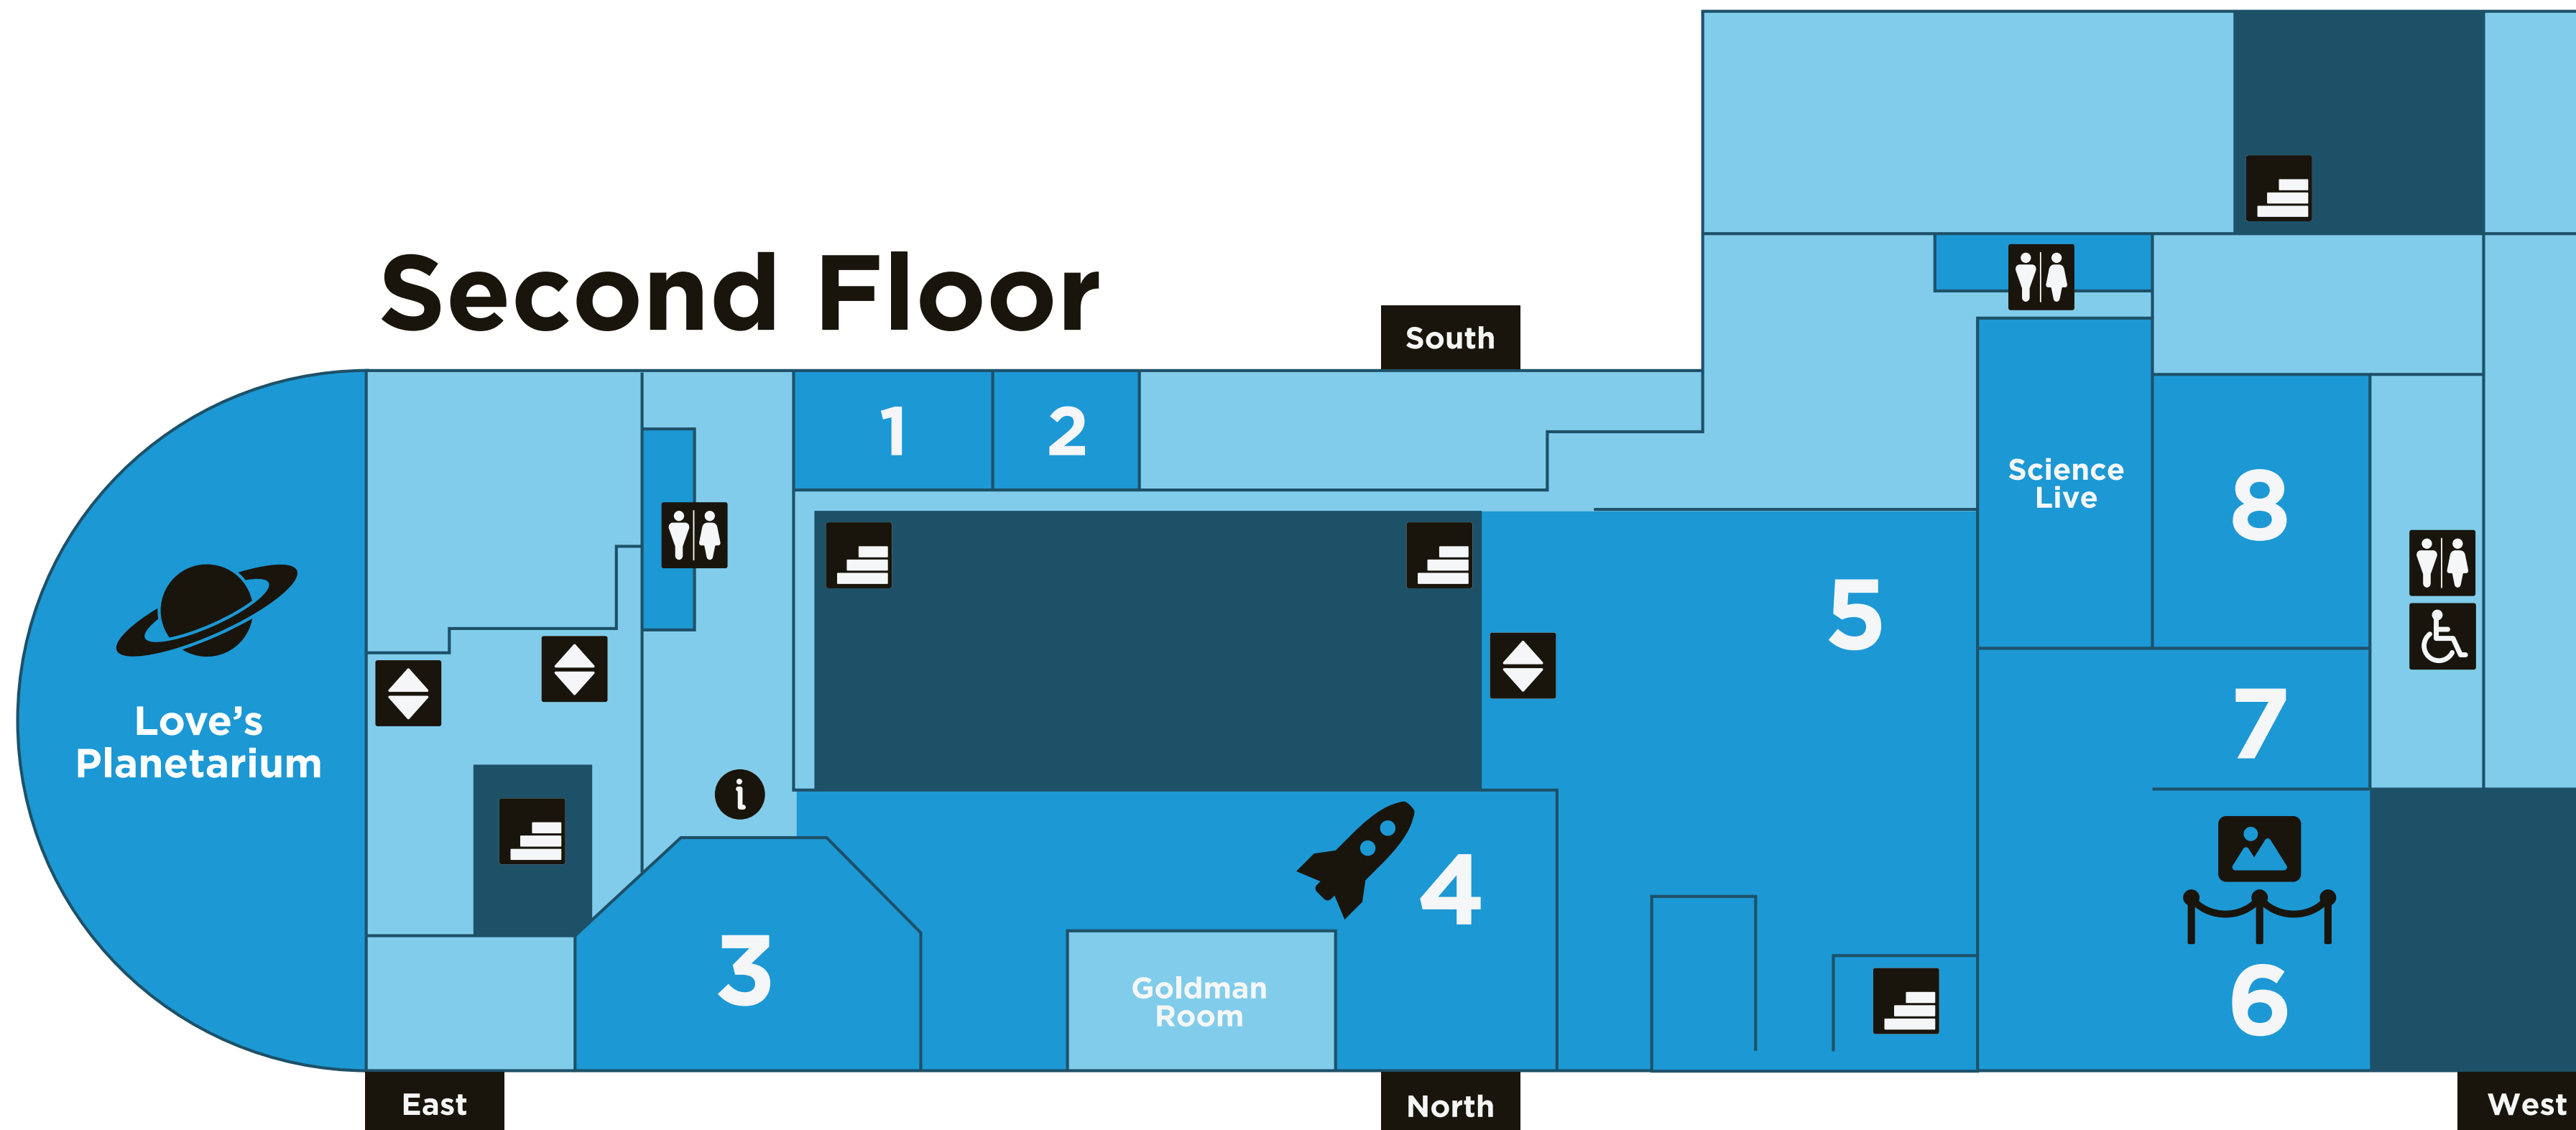 Second Floor
South
1
2
Science
Live
8
5
Love’s
Planetarium
7
i
4
3
Goldman
Room
6
East
North
West